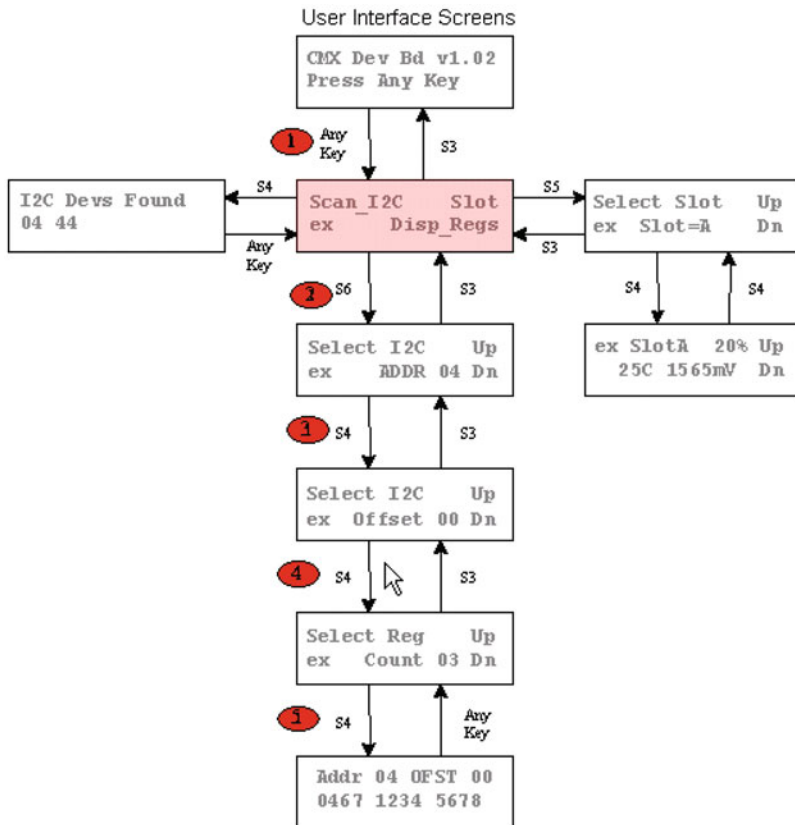 User Interface Screens
CMX Dev Bd v1.02
Press Any Key
1
Any
Key
S3
I2C Devs Found
04 44
S4
Any
Key
Scan_I2C Slot
ex Disp_Regs
S5
S3
Select Slot Up
ex Slot=A Dn
2
S6
S3
S4
S4
Select I2C Up
ex ADDR 04 Dn
ex SlotA 20% Up
25C 1565mV Dn
3
S4
S3
Select I2C Up
ex Offset 00 Dn
4
S4
S3
Select Reg Up
ex Count 03 Dn
5
S4
Any
Key
Addr 04 OFST 00
0467 1234 5678